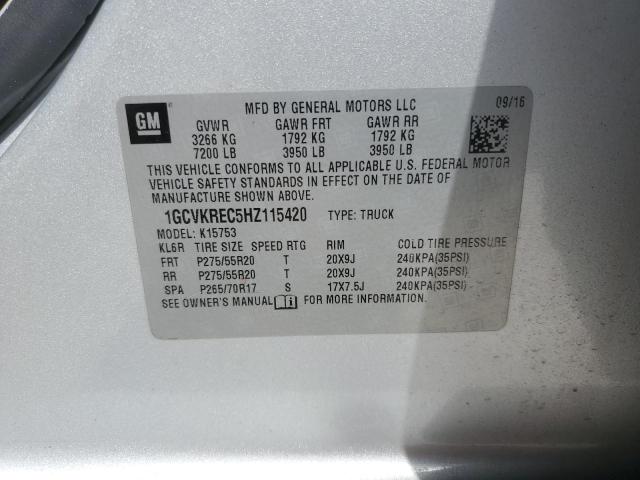 GM
MFD BY GENERAL MOTORS LLC 09/16
GVWR GAWR FRT GAWR RR
3266 KG 1792 KG 1792 KG
7200 LB 3950 LB 3950 LB
THIS VEHICLE CONFORMS TO ALL APPLICABLE U.S. FEDERAL MOTOR
VEHICLE SAFETY STANDARDS IN EFFECT ON THE DATE OF
MANUFACTURE SHOWN ABOVE.
1GCVKREC5HZ115420 TYPE: TRUCK
MODEL: K15753
KL6R TIRE SIZE SPEED RTG RIM COLD TIRE PRESSURE
FRT P275/55R20 T 20X9J 240KPA(35PSI)
RR P275/55R20 T 20X9J 240KPA(35PSI)
SPA P265/70R17 S 17X7.5J 240KPA(35PSI)
SEE OWNER'S MANUAL FOR MORE INFORMATION.